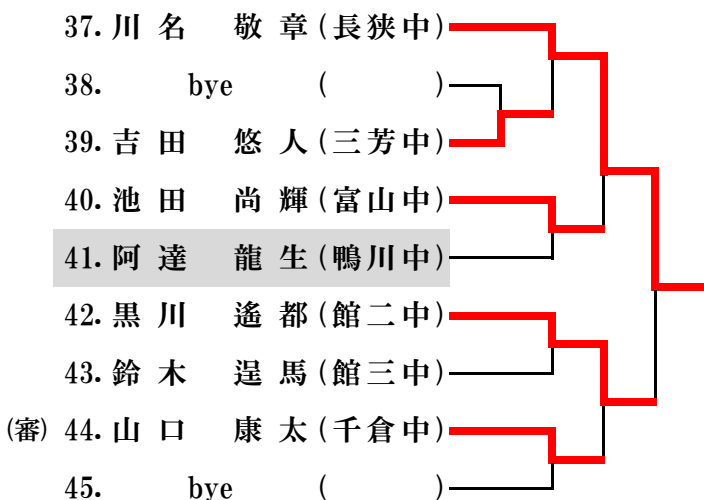 37. 川名 敬章 (長狭中)
38. bye ( )
39. 吉田 悠人 (三芳中)
40. 池田 尚輝 (富山中)
41. 阿達 龍生 (鴨川中)
42. 黒川 遙都 (館二中)
43. 鈴木 逞馬 (館三中)
(審) 44. 山口 康太 (千倉中)
45. bye ( )